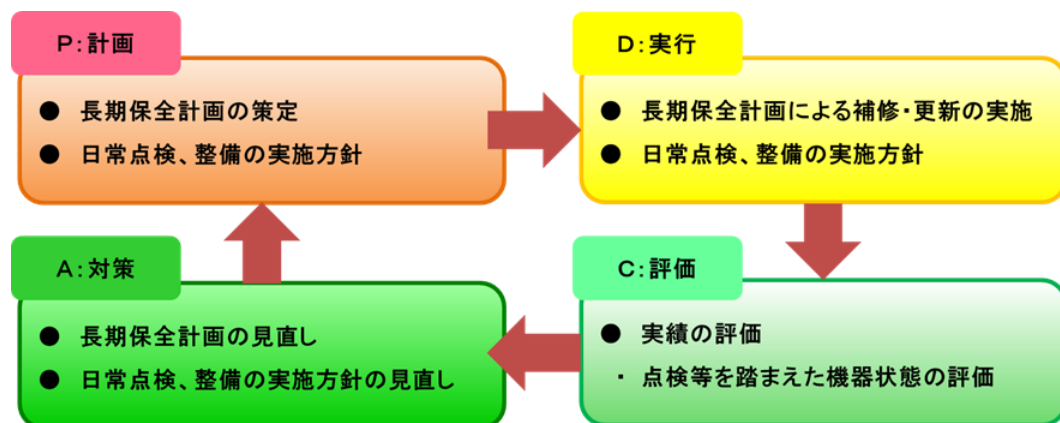 P:計画
● 長期保全計画の策定
● 日常点検、整備の実施方針
D:実行
● 長期保全計画による補修・更新の実施
● 日常点検、整備の実施方針
C:評価
● 実績の評価
・ 点検等を踏まえた機器状態の評価
A:対策
● 長期保全計画の見直し
● 日常点検、整備の実施方針の見直し